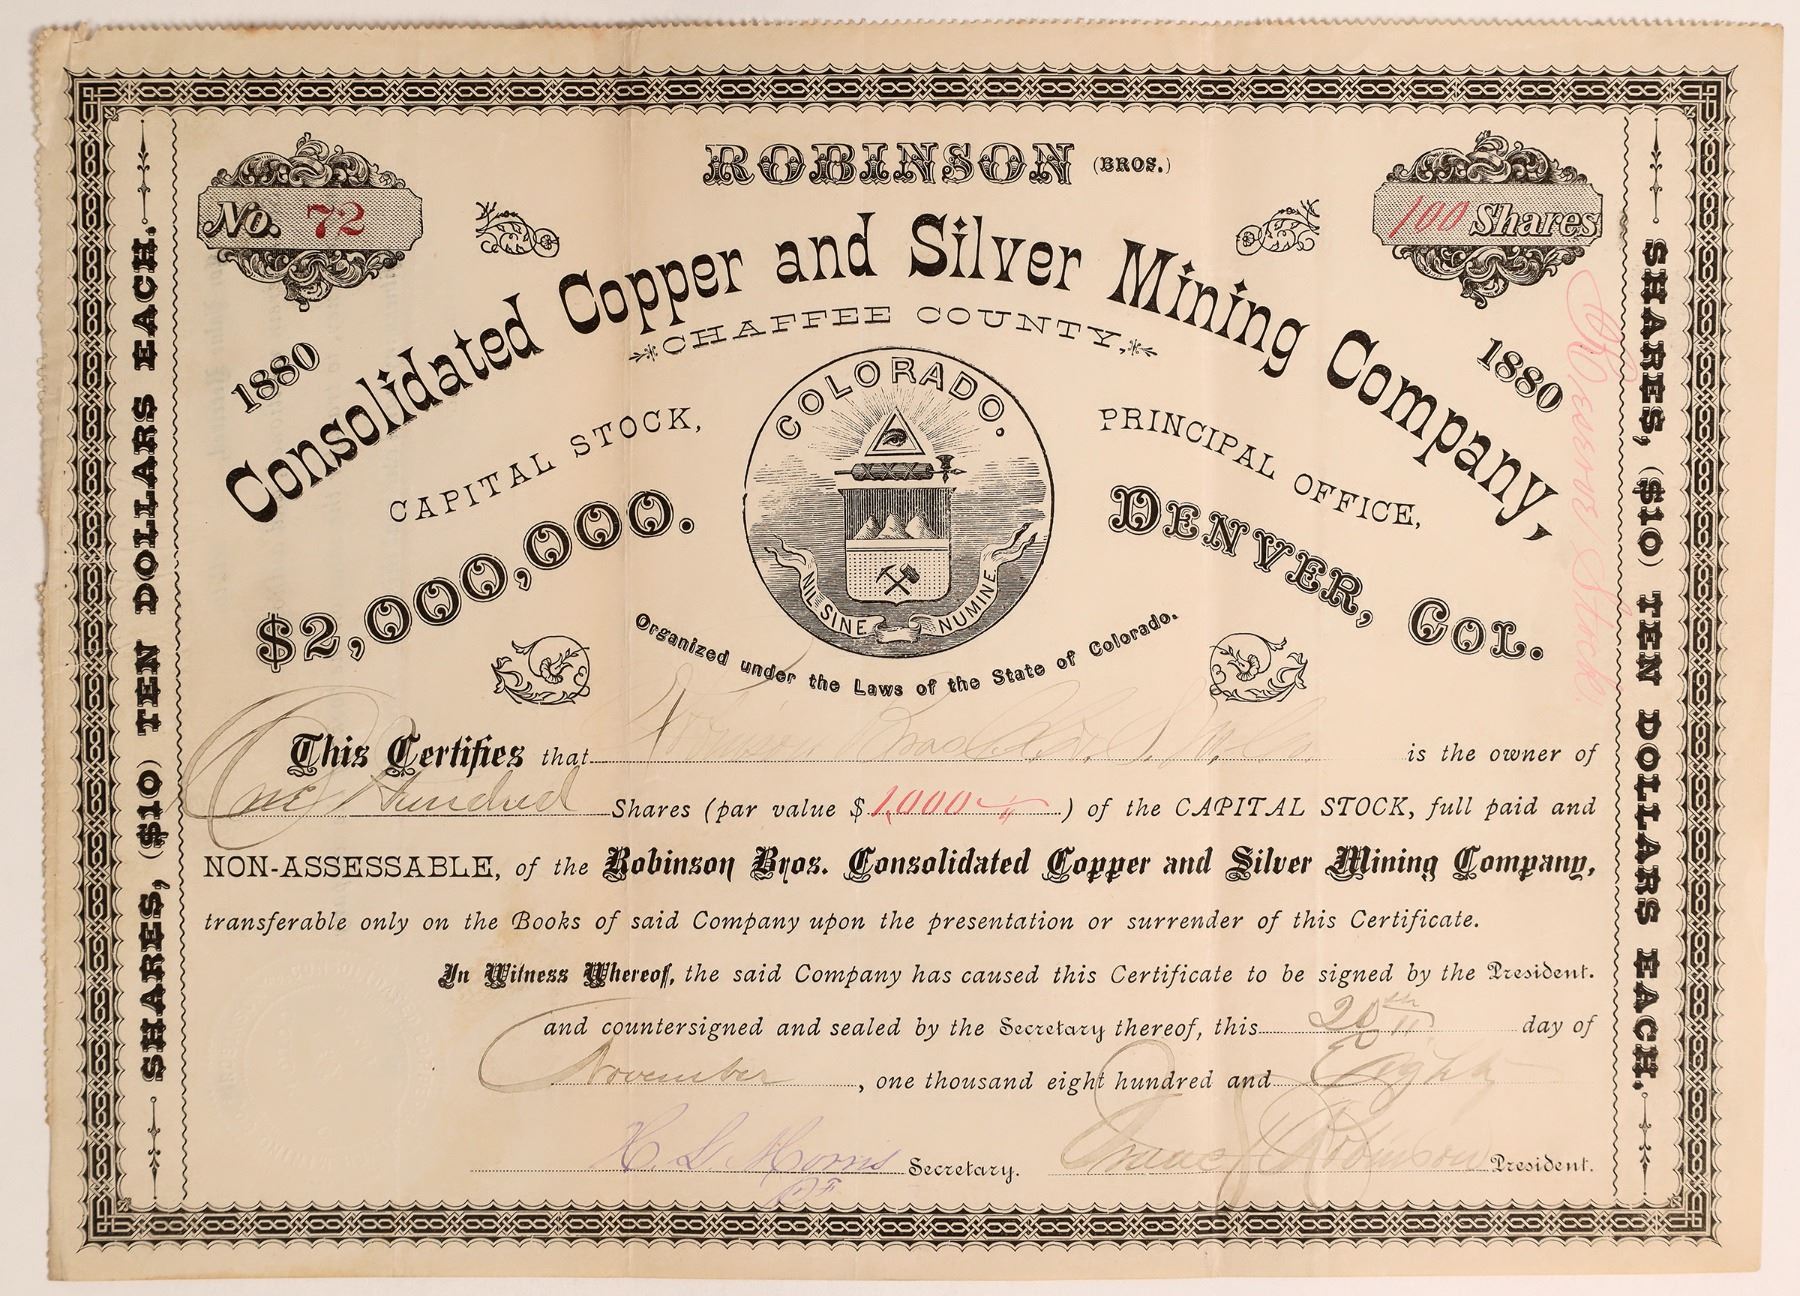 ROBINSON (BROS.)
No. 72
100 Shares
Consolidated Copper and Silver Mining Company,
CHAFFEE COUNTY,
1880
1880
COLORADO.
CAPITAL STOCK,
$2,000,000.
PRINCIPAL OFFICE,
DENVER, COL.
NIL SINE NUMINE
Organized under the Laws of the State of Colorado.
This Certifies that is the owner of
One Hundred Shares (par value $ 1,000 ) of the CAPITAL STOCK, full paid and
NON-ASSESSABLE, of the Robinson Bros. Consolidated Copper and Silver Mining Company,
transferable only on the Books of said Company upon the presentation or surrender of this Certificate.
In Witness Whereof, the said Company has caused this Certificate to be signed by the President.
and countersigned and sealed by the Secretary thereof, this 20th day of
November, one thousand eight hundred and Eighty
H. L. Morris Secretary. Isaac Robinson President.
SHARES, ($10) TEN DOLLARS EACH.
SHARES, ($10) TEN DOLLARS EACH.
Stock